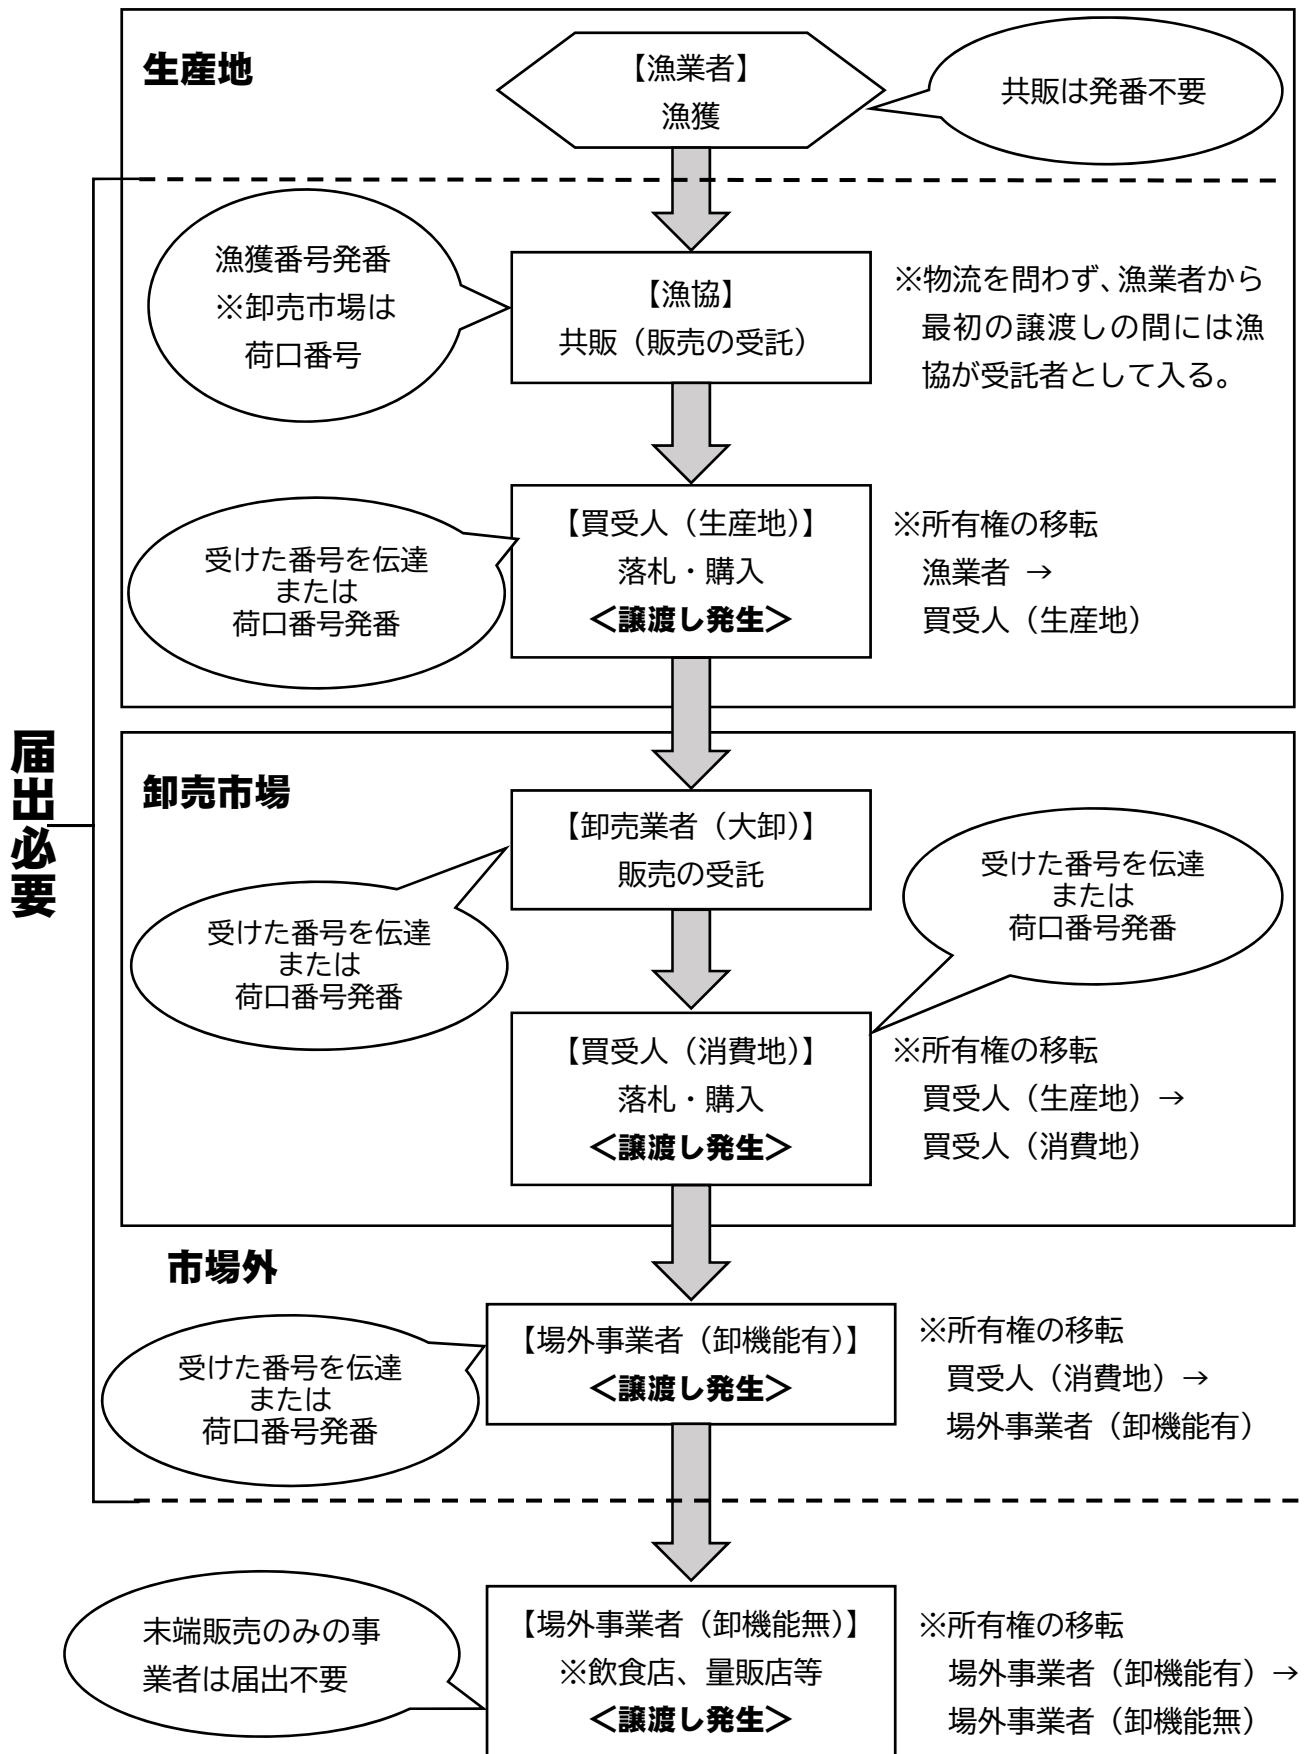 生産地
【漁業者】
漁獲
共販は発番不要
漁獲番号発番
※卸売市場は
荷口番号
【漁協】
共販（販売の受託）
※物流を問わず、漁業者から
最初の譲渡しの間には漁
協が受託者として入る。
受けた番号を伝達
または
荷口番号発番
【買受人（生産地）】
落札・購入
＜譲渡し発生＞
※所有権の移転
漁業者 →
買受人（生産地）
届出必要
卸売市場
【卸売業者（大卸）】
販売の受託
受けた番号を伝達
または
荷口番号発番
受けた番号を伝達
または
荷口番号発番
【買受人（消費地）】
落札・購入
＜譲渡し発生＞
※所有権の移転
買受人（生産地）→
買受人（消費地）
市場外
受けた番号を伝達
または
荷口番号発番
【場外事業者（卸機能有）】
＜譲渡し発生＞
※所有権の移転
買受人（消費地）→
場外事業者（卸機能有）
末端販売のみの事
業者は届出不要
【場外事業者（卸機能無）】
※飲食店、量販店等
＜譲渡し発生＞
※所有権の移転
場外事業者（卸機能有）→
場外事業者（卸機能無）